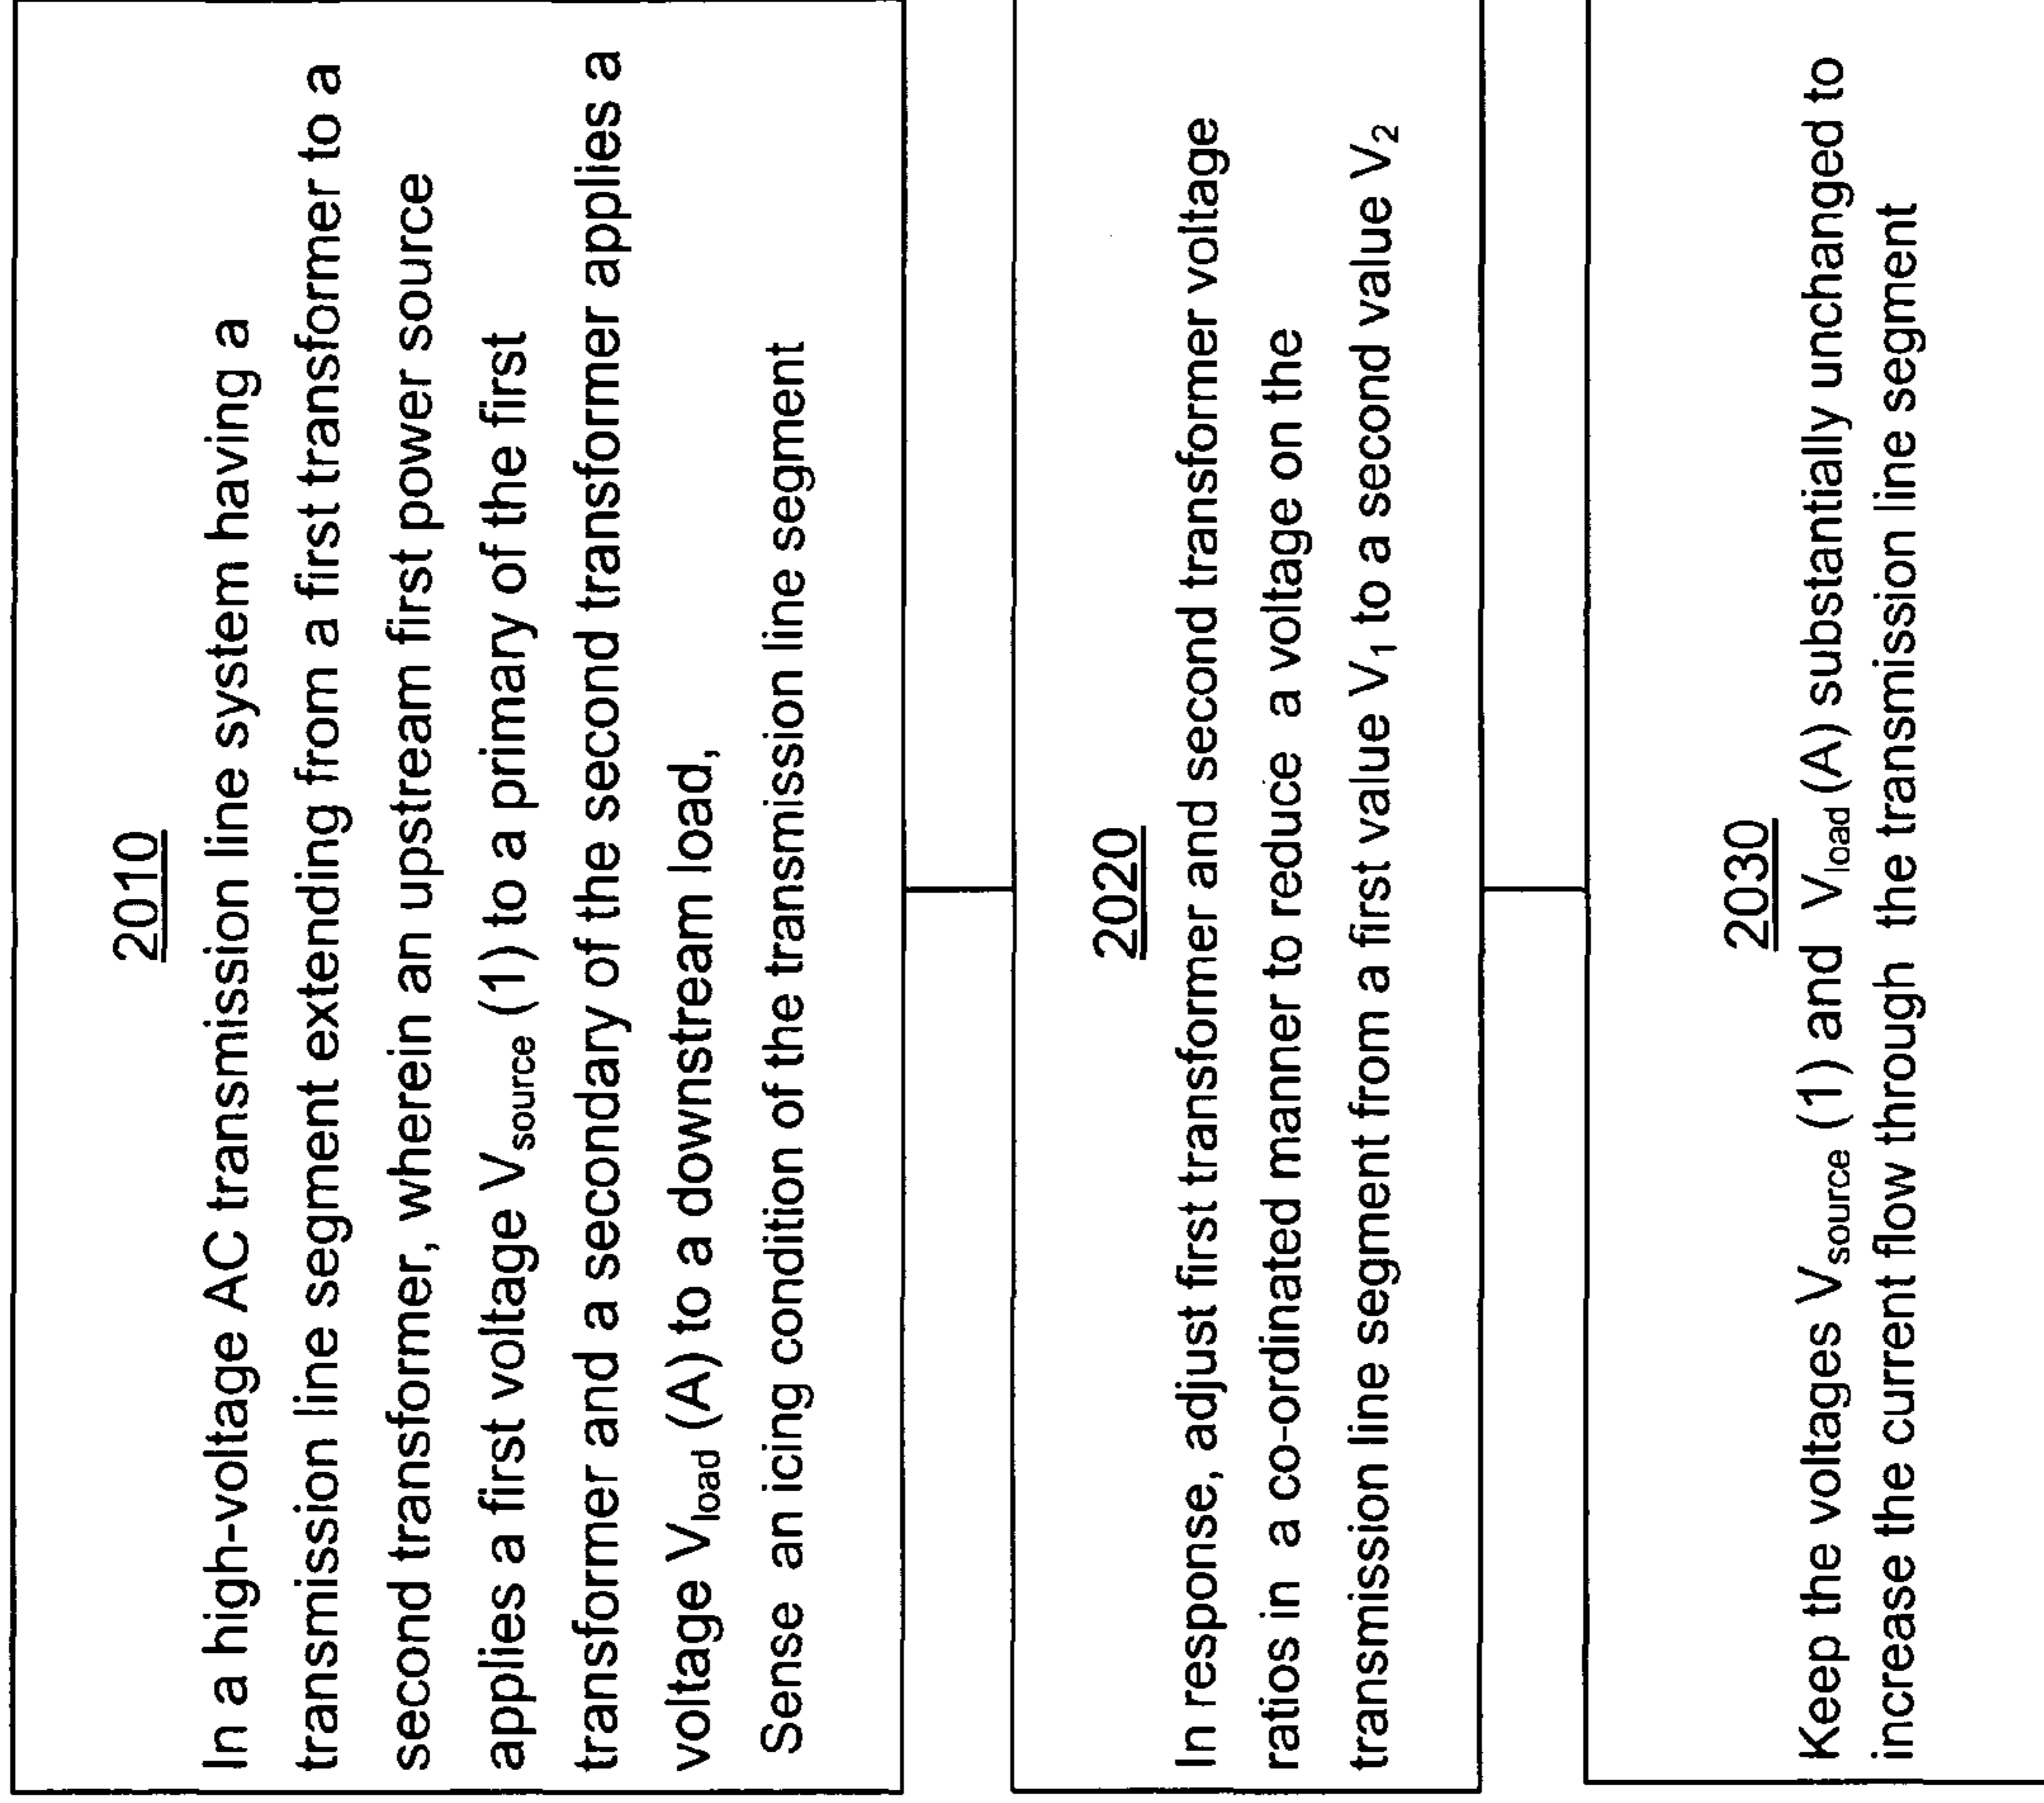 2010
In a high-voltage AC transmission line system having a
transmission line segment extending from a first transformer to a
second transformer, wherein an upstream first power source
applies a first voltage Vsource (1) to a primary of the first
transformer and a secondary of the second transformer applies a
voltage Vload (A) to a downstream load,
Sense an icing condition of the transmission line segment
2020
In response, adjust first transformer and second transformer voltage
ratios in a co-ordinated manner to reduce a voltage on the
transmission line segment from a first value V1 to a second value V2
2030
Keep the voltages Vsource (1) and Vload (A) substantially unchanged to
increase the current flow through the transmission line segment